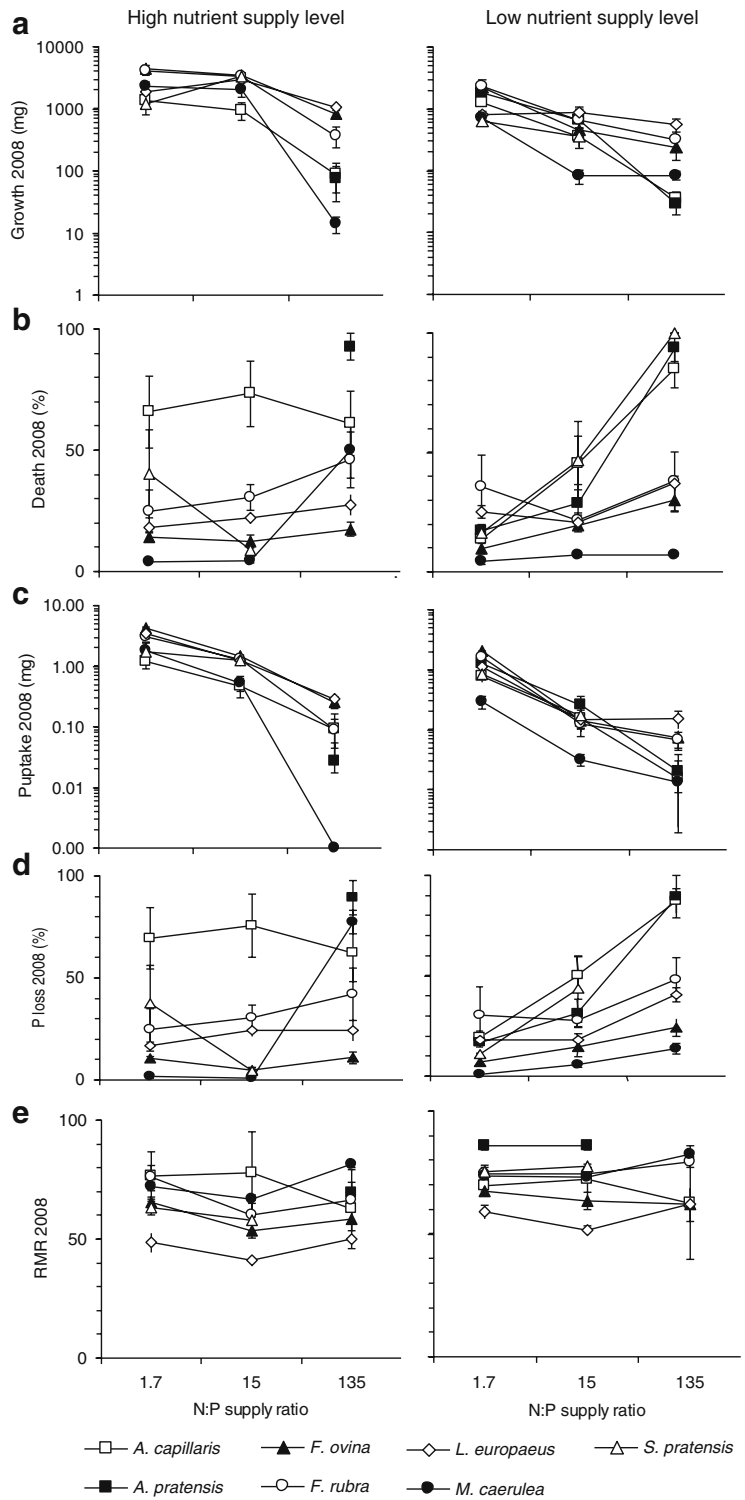 High nutrient supply level
Low nutrient supply level
a
10000
1000
100
10
1
Growth 2008 (mg)
b
100
50
0
Death 2008 (%)
c
10.00
1.00
0.10
0.01
0.00
Puptake 2008 (mg)
d
100
50
0
P loss 2008 (%)
e
100
50
0
RMR 2008
1.7 15 135
1.7 15 135
N:P supply ratio
N:P supply ratio
A. capillaris F. ovina L. europaeus S. pratensis
A. pratensis F. rubra M. caerulea